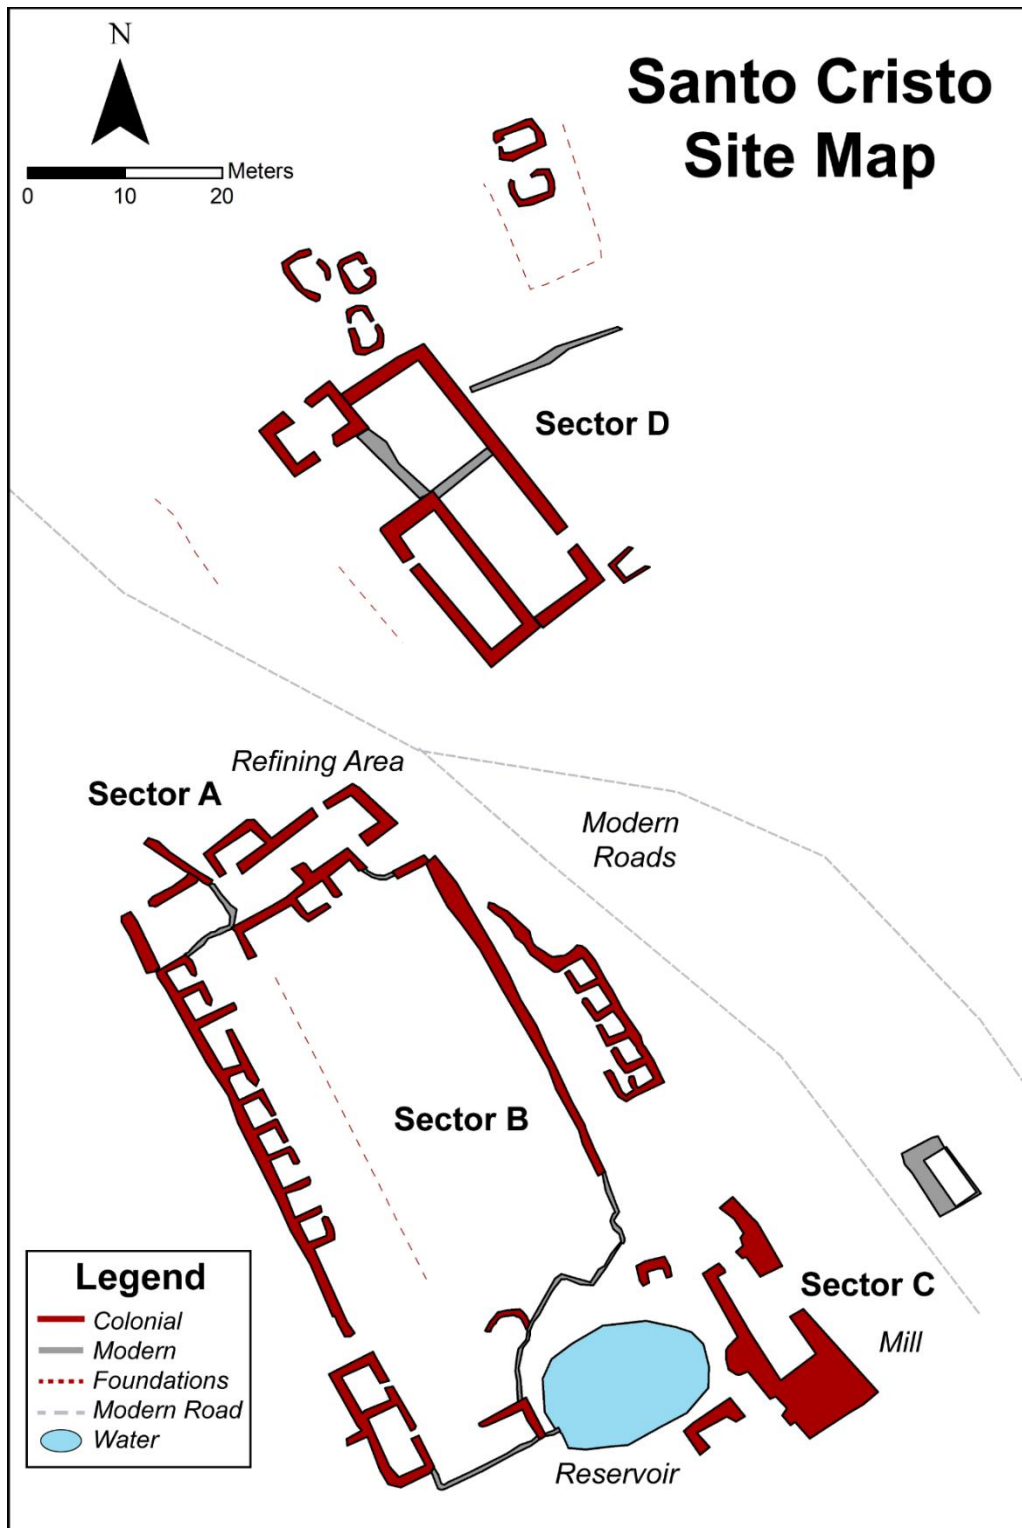 N
Santo Cristo
Site Map
Meters
0 10 20
Sector D
Refining Area
Sector A
Modern
Roads
Sector B
Sector C
Mill
Reservoir
Legend
Colonial
Modern
Foundations
Modern Road
Water